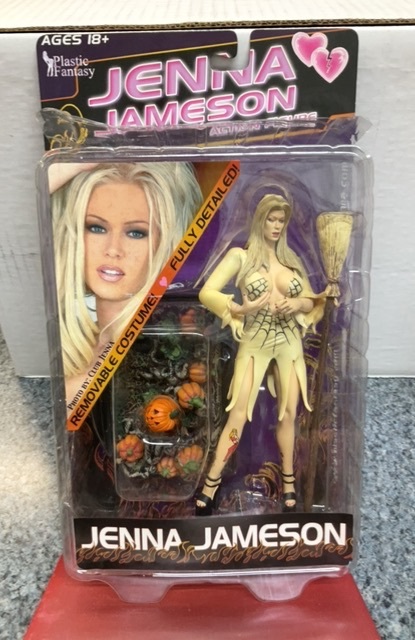 AGES 18+
Plastic
Fantasy
JENNA
JAMESON
ACTION FIGURE
FULLY DETAILED!
REMOVABLE COSTUME!
PHOTO BY: CLUB JENNA
JENNA JAMESON